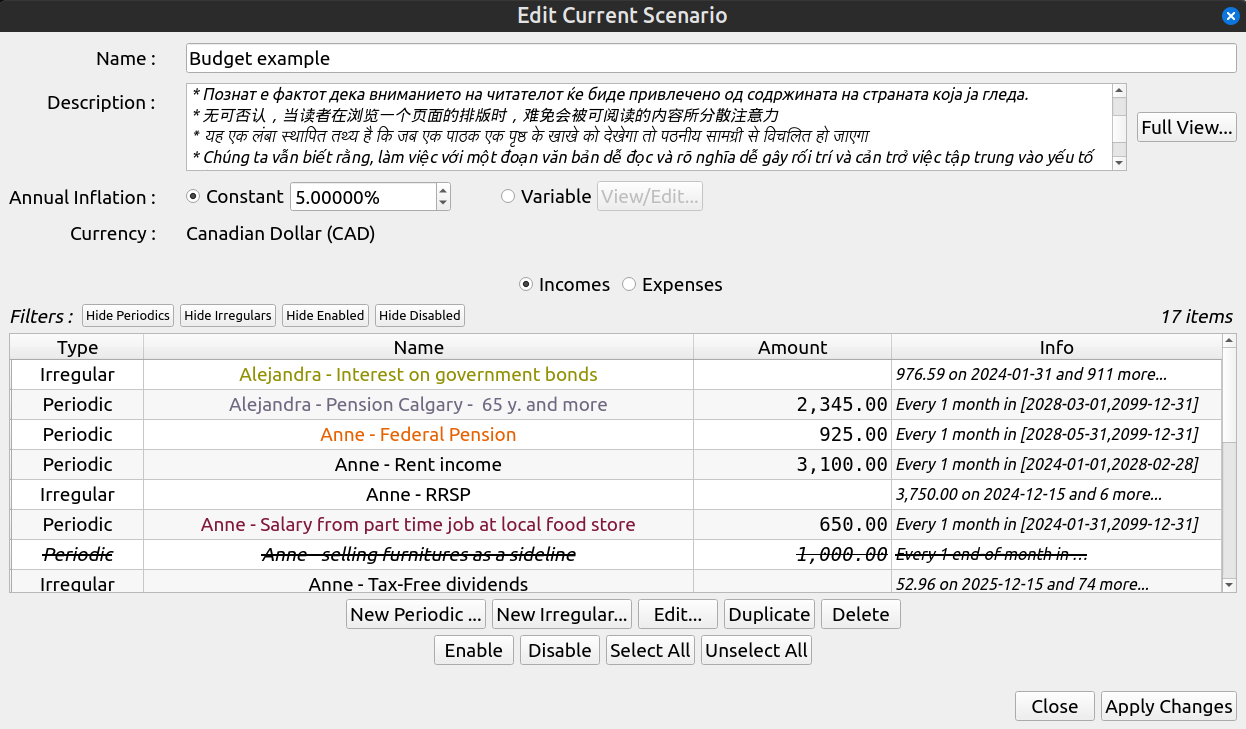 Edit Current Scenario
Name :
Budget example
Description :
* Познат е фактот дека вниманието на читателот ќе биде привлечено од содржината на страната која ја гледа.
* 无可否认，当读者在浏览一个页面的排版时，难免会被可阅读的内容所分散注意力
* यह एक लंबा स्थापित तथ्य है कि जब एक पाठक एक पृष्ठ के खाखे को देखेगा तो पठनीय सामग्री से विचलित हो जाएगा
* Chúng ta vẫn biết rằng, làm việc với một đoạn văn bản dễ đọc và rõ nghĩa dễ gây rối trí và cản trở việc tập trung vào yếu tố
Full View...
Annual Inflation : Constant 5.00000% Variable View/Edit...
Currency : Canadian Dollar (CAD)
Incomes Expenses
Filters : Hide Periodics Hide Irregulars Hide Enabled Hide Disabled 17 items
Type Name Amount Info
Irregular Alejandra - Interest on government bonds 976.59 on 2024-01-31 and 911 more...
Periodic Alejandra - Pension Calgary - 65 y. and more 2,345.00 Every 1 month in [2028-03-01,2099-12-31]
Periodic Anne - Federal Pension 925.00 Every 1 month in [2028-05-31,2099-12-31]
Periodic Anne - Rent income 3,100.00 Every 1 month in [2024-01-01,2028-02-28]
Irregular Anne - RRSP 3,750.00 on 2024-12-15 and 6 more...
Periodic Anne - Salary from part time job at local food store 650.00 Every 1 month in [2024-01-31,2099-12-31]
Periodic Anne - selling furnitures as a sideline 1,000.00 Every 1 end-of-month in ...
Irregular Anne - Tax-Free dividends 52.96 on 2025-12-15 and 74 more...
New Periodic ... New Irregular... Edit... Duplicate Delete
Enable Disable Select All Unselect All
Close Apply Changes